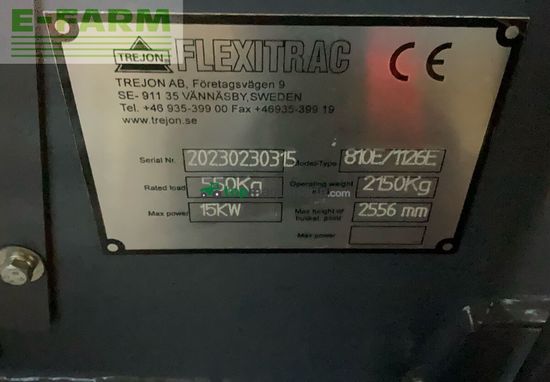 E-FARM
TREJON FLEXITRAC CE
TREJON AB, Företagsvägen 9
SE- 911 35 VÄNNÄSBY,SWEDEN
Tel. +46 935-399 00 Fax +46935-399 19
www.trejon.se
Serial Nr. 20230230315 Model-Type 810E/1126E
Rated load 550Kg Operating weight 2150Kg
Max power 15KW Max height of 2556 mm
Max power
.com